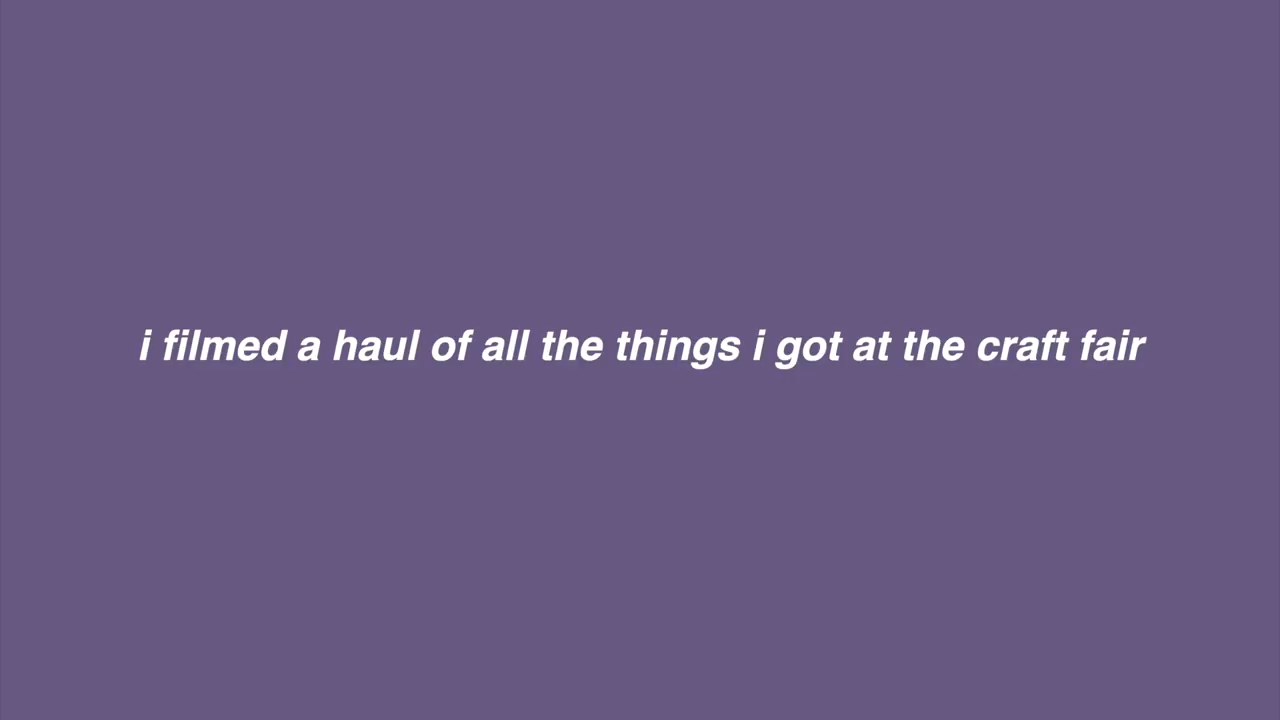 i filmed a haul of all the things i got at the craft fair